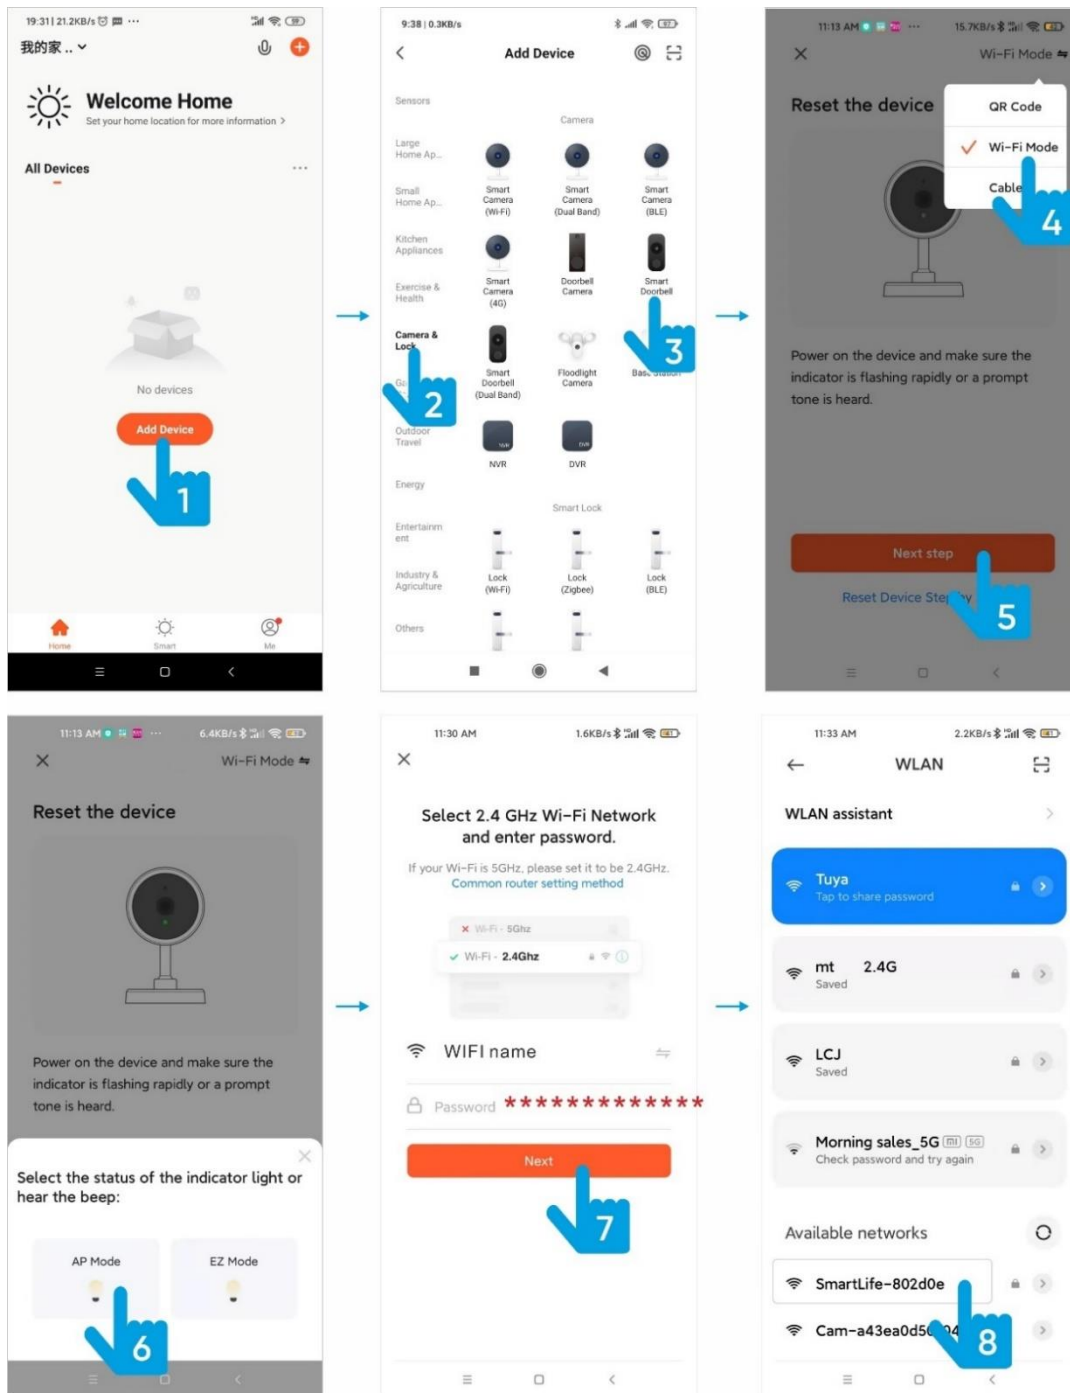 19:31 | 21.2KB/s
我的家 ..
Welcome Home
Set your home location for more information >
All Devices
No devices
Add Device
1
Home
Smart
Me
9:38 | 0.3KB/s
Add Device
Sensors
Camera
Large
Home Ap...
Smart
Camera
(Wi-Fi)
Smart
Camera
(Dual Band)
Smart
Camera
(BLE)
Small
Home Ap...
Kitchen
Appliances
Smart
Camera
(4G)
Doorbell
Camera
Smart
Doorbell
Exercise &
Health
3
Camera &
Lock
2
Smart
Doorbell
(Dual Band)
Floodlight
Camera
Outdoor
Travel
NVR
NVR
DVR
DVR
Energy
Smart Lock
Entertainm
ent
Lock
(Wi-Fi)
Lock
(Zigbee)
Lock
(BLE)
Industry &
Agriculture
Others
11:13 AM
15.7KB/s
Wi-Fi Mode
Reset the device
QR Code
Wi-Fi Mode
Cable
4
Power on the device and make sure the
indicator is flashing rapidly or a prompt
tone is heard.
Next step
Reset Device Step by
5
11:13 AM
6.4KB/s
Wi-Fi Mode
Reset the device
Power on the device and make sure the
indicator is flashing rapidly or a prompt
tone is heard.
Select the status of the indicator light or
hear the beep:
AP Mode
EZ Mode
6
11:30 AM
1.6KB/s
Select 2.4 GHz Wi-Fi Network
and enter password.
If your Wi-Fi is 5GHz, please set it to be 2.4GHz.
Common router setting method
Wi-Fi - 5Ghz
Wi-Fi - 2.4Ghz
WIFI name
Password *************
Next
7
11:33 AM
2.2KB/s
WLAN
WLAN assistant
Tuya
Tap to share password
mt 2.4G
Saved
LCJ
Saved
Morning sales_5G mi 5G
Check password and try again
Available networks
SmartLife-802d0e
Cam-a43ea0d5
8